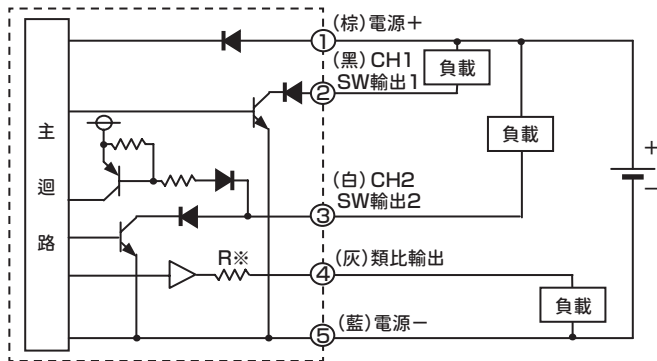 ① (棕)電源＋
(黑) CH1
② SW輸出1
負載
負載
主
迴
路
(白) CH2
③ SW輸出2
＋
－
R※
④ (灰)類比輸出
負載
⑤ (藍)電源－